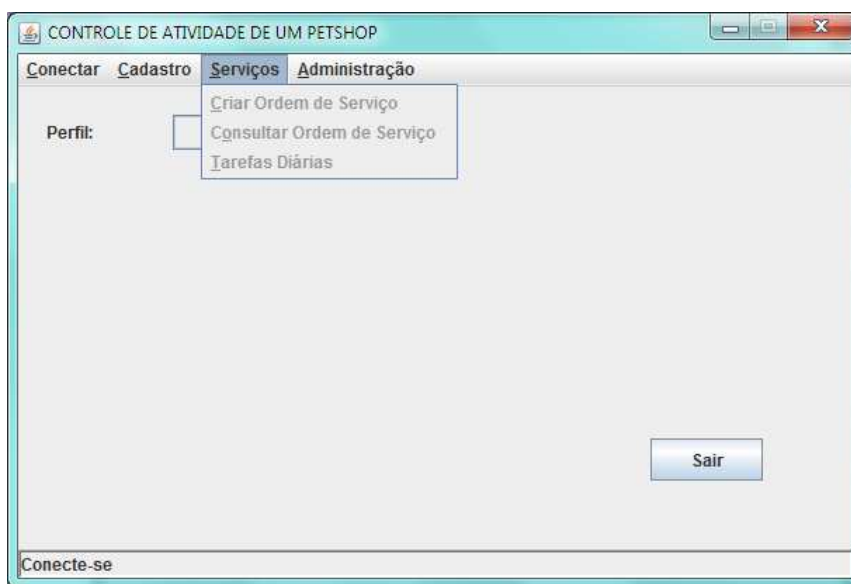 CONTROLE DE ATIVIDADE DE UM PETSHOP
Conectar Cadastro Serviços Administração
Criar Ordem de Serviço
Perfil:
Consultar Ordem de Serviço
Tarefas Diárias
Sair
Conecte-se